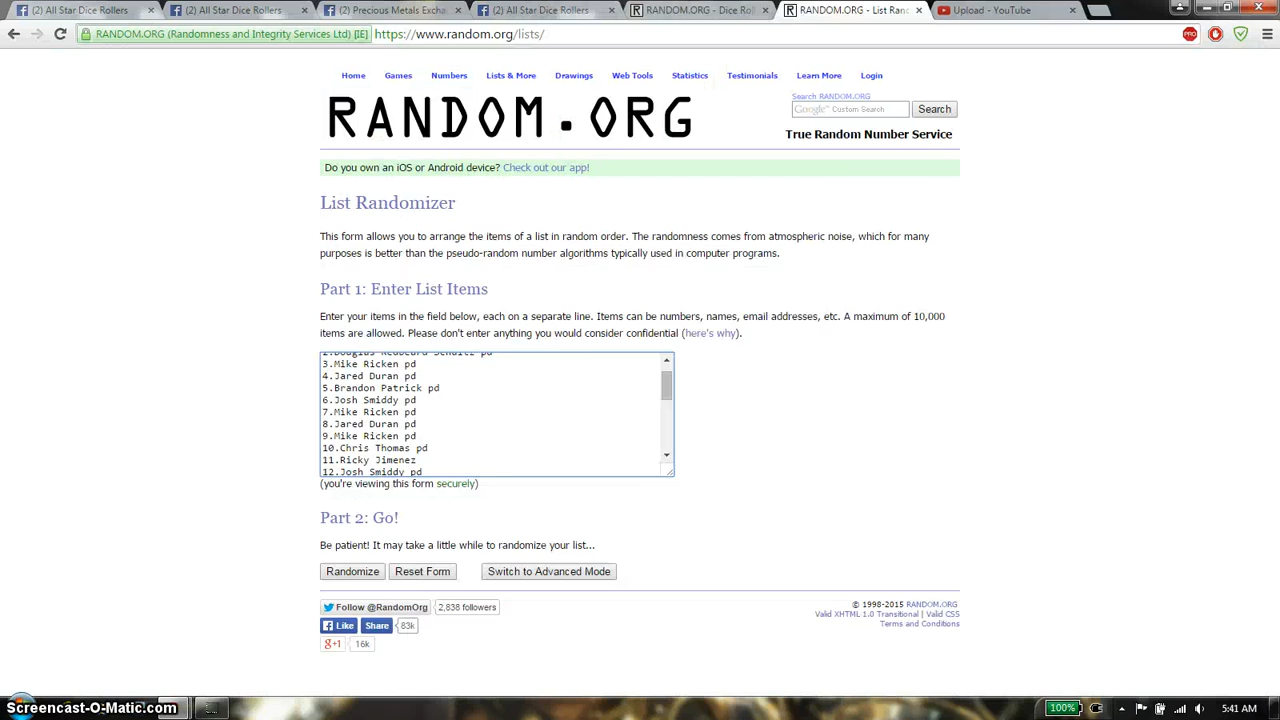 (2) All Star Dice Rollers
(2) All Star Dice Rollers
(2) Precious Metals Excha
(2) All Star Dice Rollers
RANDOM.ORG - Dice Rol
RANDOM.ORG - List Ran
Upload - YouTube
RANDOM.ORG (Randomness and Integrity Services Ltd) [IE]
https://www.random.org/lists/
Home Games Numbers Lists & More Drawings Web Tools Statistics Testimonials Learn More Login
RANDOM.ORG
Search RANDOM.ORG
Google™ Custom Search
Search
True Random Number Service
Do you own an iOS or Android device? Check out our app!
List Randomizer
This form allows you to arrange the items of a list in random order. The randomness comes from atmospheric noise, which for many
purposes is better than the pseudo-random number algorithms typically used in computer programs.
Part 1: Enter List Items
Enter your items in the field below, each on a separate line. Items can be numbers, names, email addresses, etc. A maximum of 10,000
items are allowed. Please don't enter anything you would consider confidential (here's why).
2.Douglas Redbeard Schultz pd
3.Mike Ricken pd
4.Jared Duran pd
5.Brandon Patrick pd
6.Josh Smiddy pd
7.Mike Ricken pd
8.Jared Duran pd
9.Mike Ricken pd
10.Chris Thomas pd
11.Ricky Jimenez
12.Josh Smiddy pd
(you're viewing this form securely)
Part 2: Go!
Be patient! It may take a little while to randomize your list...
Randomize Reset Form Switch to Advanced Mode
Follow @RandomOrg 2,838 followers
Like Share 83k
g+1 16k
© 1998-2015 RANDOM.ORG
Valid XHTML 1.0 Transitional | Valid CSS
Terms and Conditions
Screencast-O-Matic.com
100%
5:41 AM